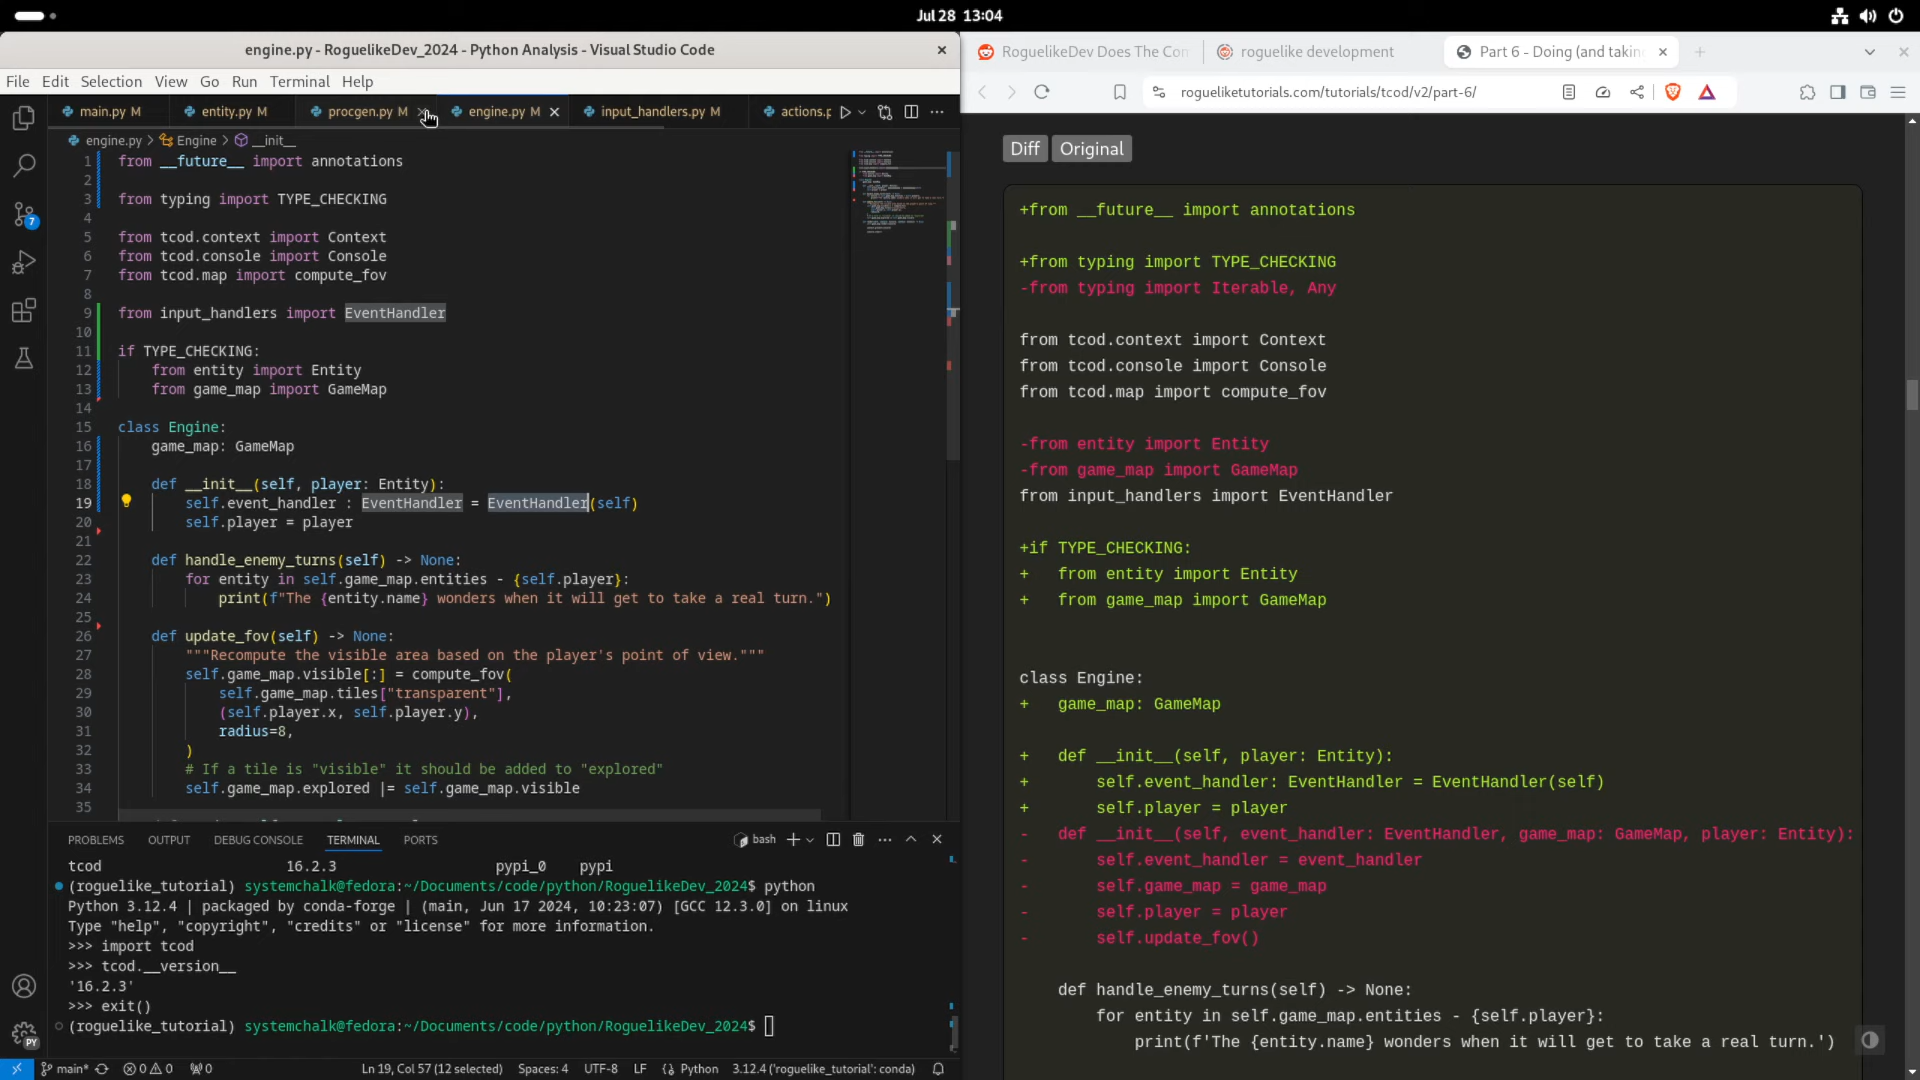 Jul 28 13:04
engine.py - RoguelikeDev_2024 - Python Analysis - Visual Studio Code
File Edit Selection View Go Run Terminal Help
main.py M
entity.py M
procgen.py M
engine.py M
input_handlers.py M
actions.p
engine.py > Engine > __init__
1 from __future__ import annotations
2
3 from typing import TYPE_CHECKING
4
5 from tcod.context import Context
6 from tcod.console import Console
7 from tcod.map import compute_fov
8
9 from input_handlers import EventHandler
10
11 if TYPE_CHECKING:
12 from entity import Entity
13 from game_map import GameMap
14
15 class Engine:
16 game_map: GameMap
17
18 def __init__(self, player: Entity):
19 self.event_handler : EventHandler = EventHandler(self)
20 self.player = player
21
22 def handle_enemy_turns(self) -> None:
23 for entity in self.game_map.entities - {self.player}:
24 print(f"The {entity.name} wonders when it will get to take a real turn.")
25
26 def update_fov(self) -> None:
27 """Recompute the visible area based on the player's point of view."""
28 self.game_map.visible[:] = compute_fov(
29 self.game_map.tiles["transparent"],
30 (self.player.x, self.player.y),
31 radius=8,
32 )
33 # If a tile is "visible" it should be added to "explored"
34 self.game_map.explored |= self.game_map.visible
35
7
PY
PROBLEMS OUTPUT DEBUG CONSOLE TERMINAL PORTS
bash
tcod 16.2.3 pypi_0 pypi
(roguelike_tutorial) systemchalk@fedora:~/Documents/code/python/RoguelikeDev_2024$ python
Python 3.12.4 | packaged by conda-forge | (main, Jun 17 2024, 10:23:07) [GCC 12.3.0] on linux
Type "help", "copyright", "credits" or "license" for more information.
>>> import tcod
>>> tcod.__version__
'16.2.3'
>>> exit()
(roguelike_tutorial) systemchalk@fedora:~/Documents/code/python/RoguelikeDev_2024$
main* 0 0 0 Ln 19, Col 57 (12 selected) Spaces: 4 UTF-8 LF Python 3.12.4 ('roguelike_tutorial': conda)
RoguelikeDev Does The Con
roguelike development
Part 6 - Doing (and takin
rogueliketutorials.com/tutorials/tcod/v2/part-6/
Diff Original
+from __future__ import annotations
+from typing import TYPE_CHECKING
-from typing import Iterable, Any
from tcod.context import Context
from tcod.console import Console
from tcod.map import compute_fov
-from entity import Entity
-from game_map import GameMap
from input_handlers import EventHandler
+if TYPE_CHECKING:
+ from entity import Entity
+ from game_map import GameMap
class Engine:
+ game_map: GameMap
+ def __init__(self, player: Entity):
+ self.event_handler: EventHandler = EventHandler(self)
+ self.player = player
- def __init__(self, event_handler: EventHandler, game_map: GameMap, player: Entity):
- self.event_handler = event_handler
- self.game_map = game_map
- self.player = player
- self.update_fov()
def handle_enemy_turns(self) -> None:
for entity in self.game_map.entities - {self.player}:
print(f'The {entity.name} wonders when it will get to take a real turn.')